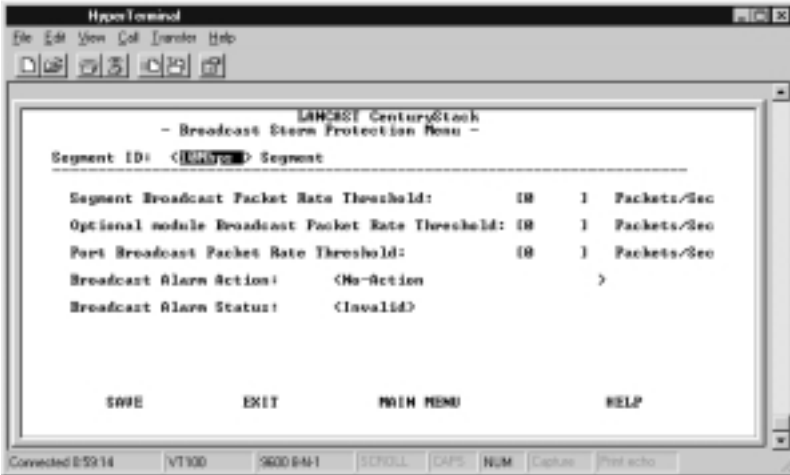 HyperTerminal
File Edit View Call Transfer Help
LANCAST CenturyStack
- Broadcast Storm Protection Menu -
Segment ID: <10Mbps > Segment
Segment Broadcast Packet Rate Threshold: [0 ] Packets/Sec
Optional module Broadcast Packet Rate Threshold: [0 ] Packets/Sec
Port Broadcast Packet Rate Threshold: [0 ] Packets/Sec
Broadcast Alarm Action: <No-Action >
Broadcast Alarm Status: <Invalid>
SAVE EXIT MAIN MENU HELP
Connected 0:59:14 VT100 9600 8-N-1 SCROLL CAPS NUM Capture Print echo